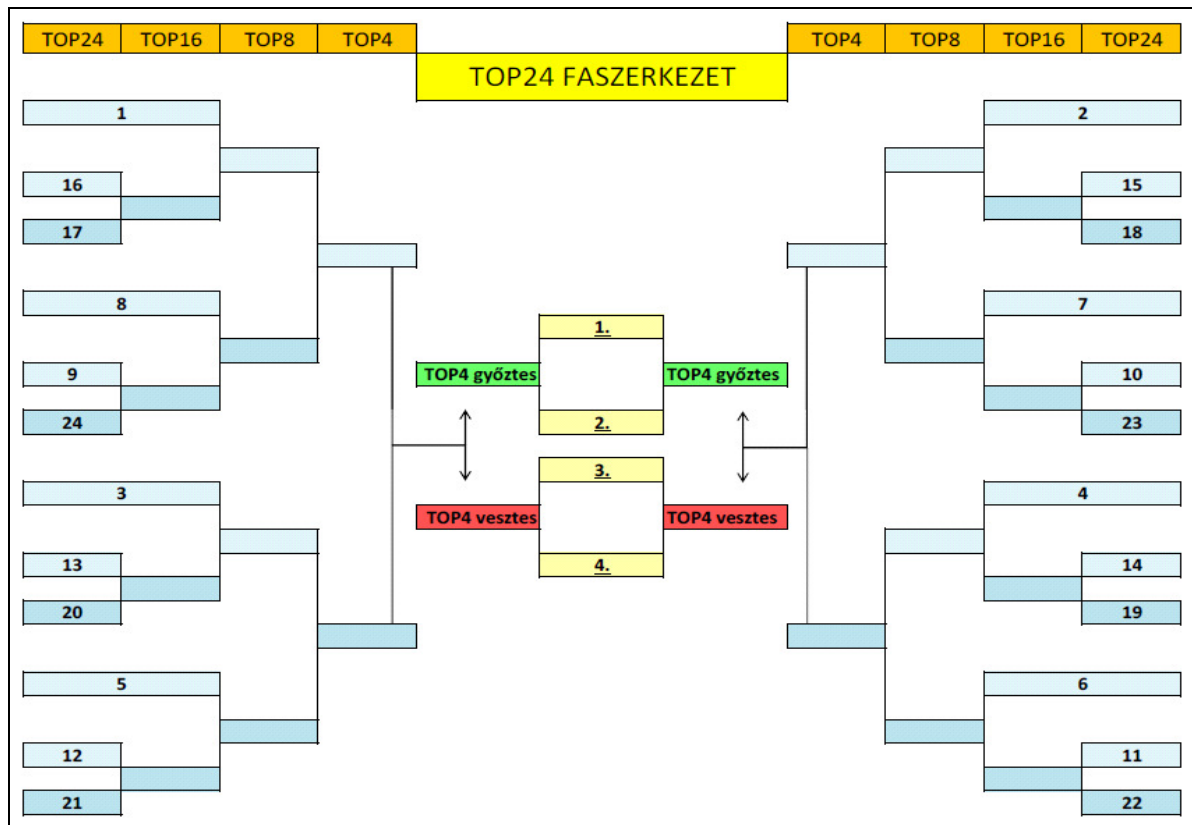 TOP24 TOP16 TOP8 TOP4 TOP4 TOP8 TOP16 TOP24
TOP24 FASZERKEZET
1 2
16 15
17 18
8 7
1.
9 TOP4 győztes TOP4 győztes 10
24 2. 23
3.
3 4
TOP4 vesztes TOP4 vesztes
13 4. 14
20 19
5 6
12 11
21 22